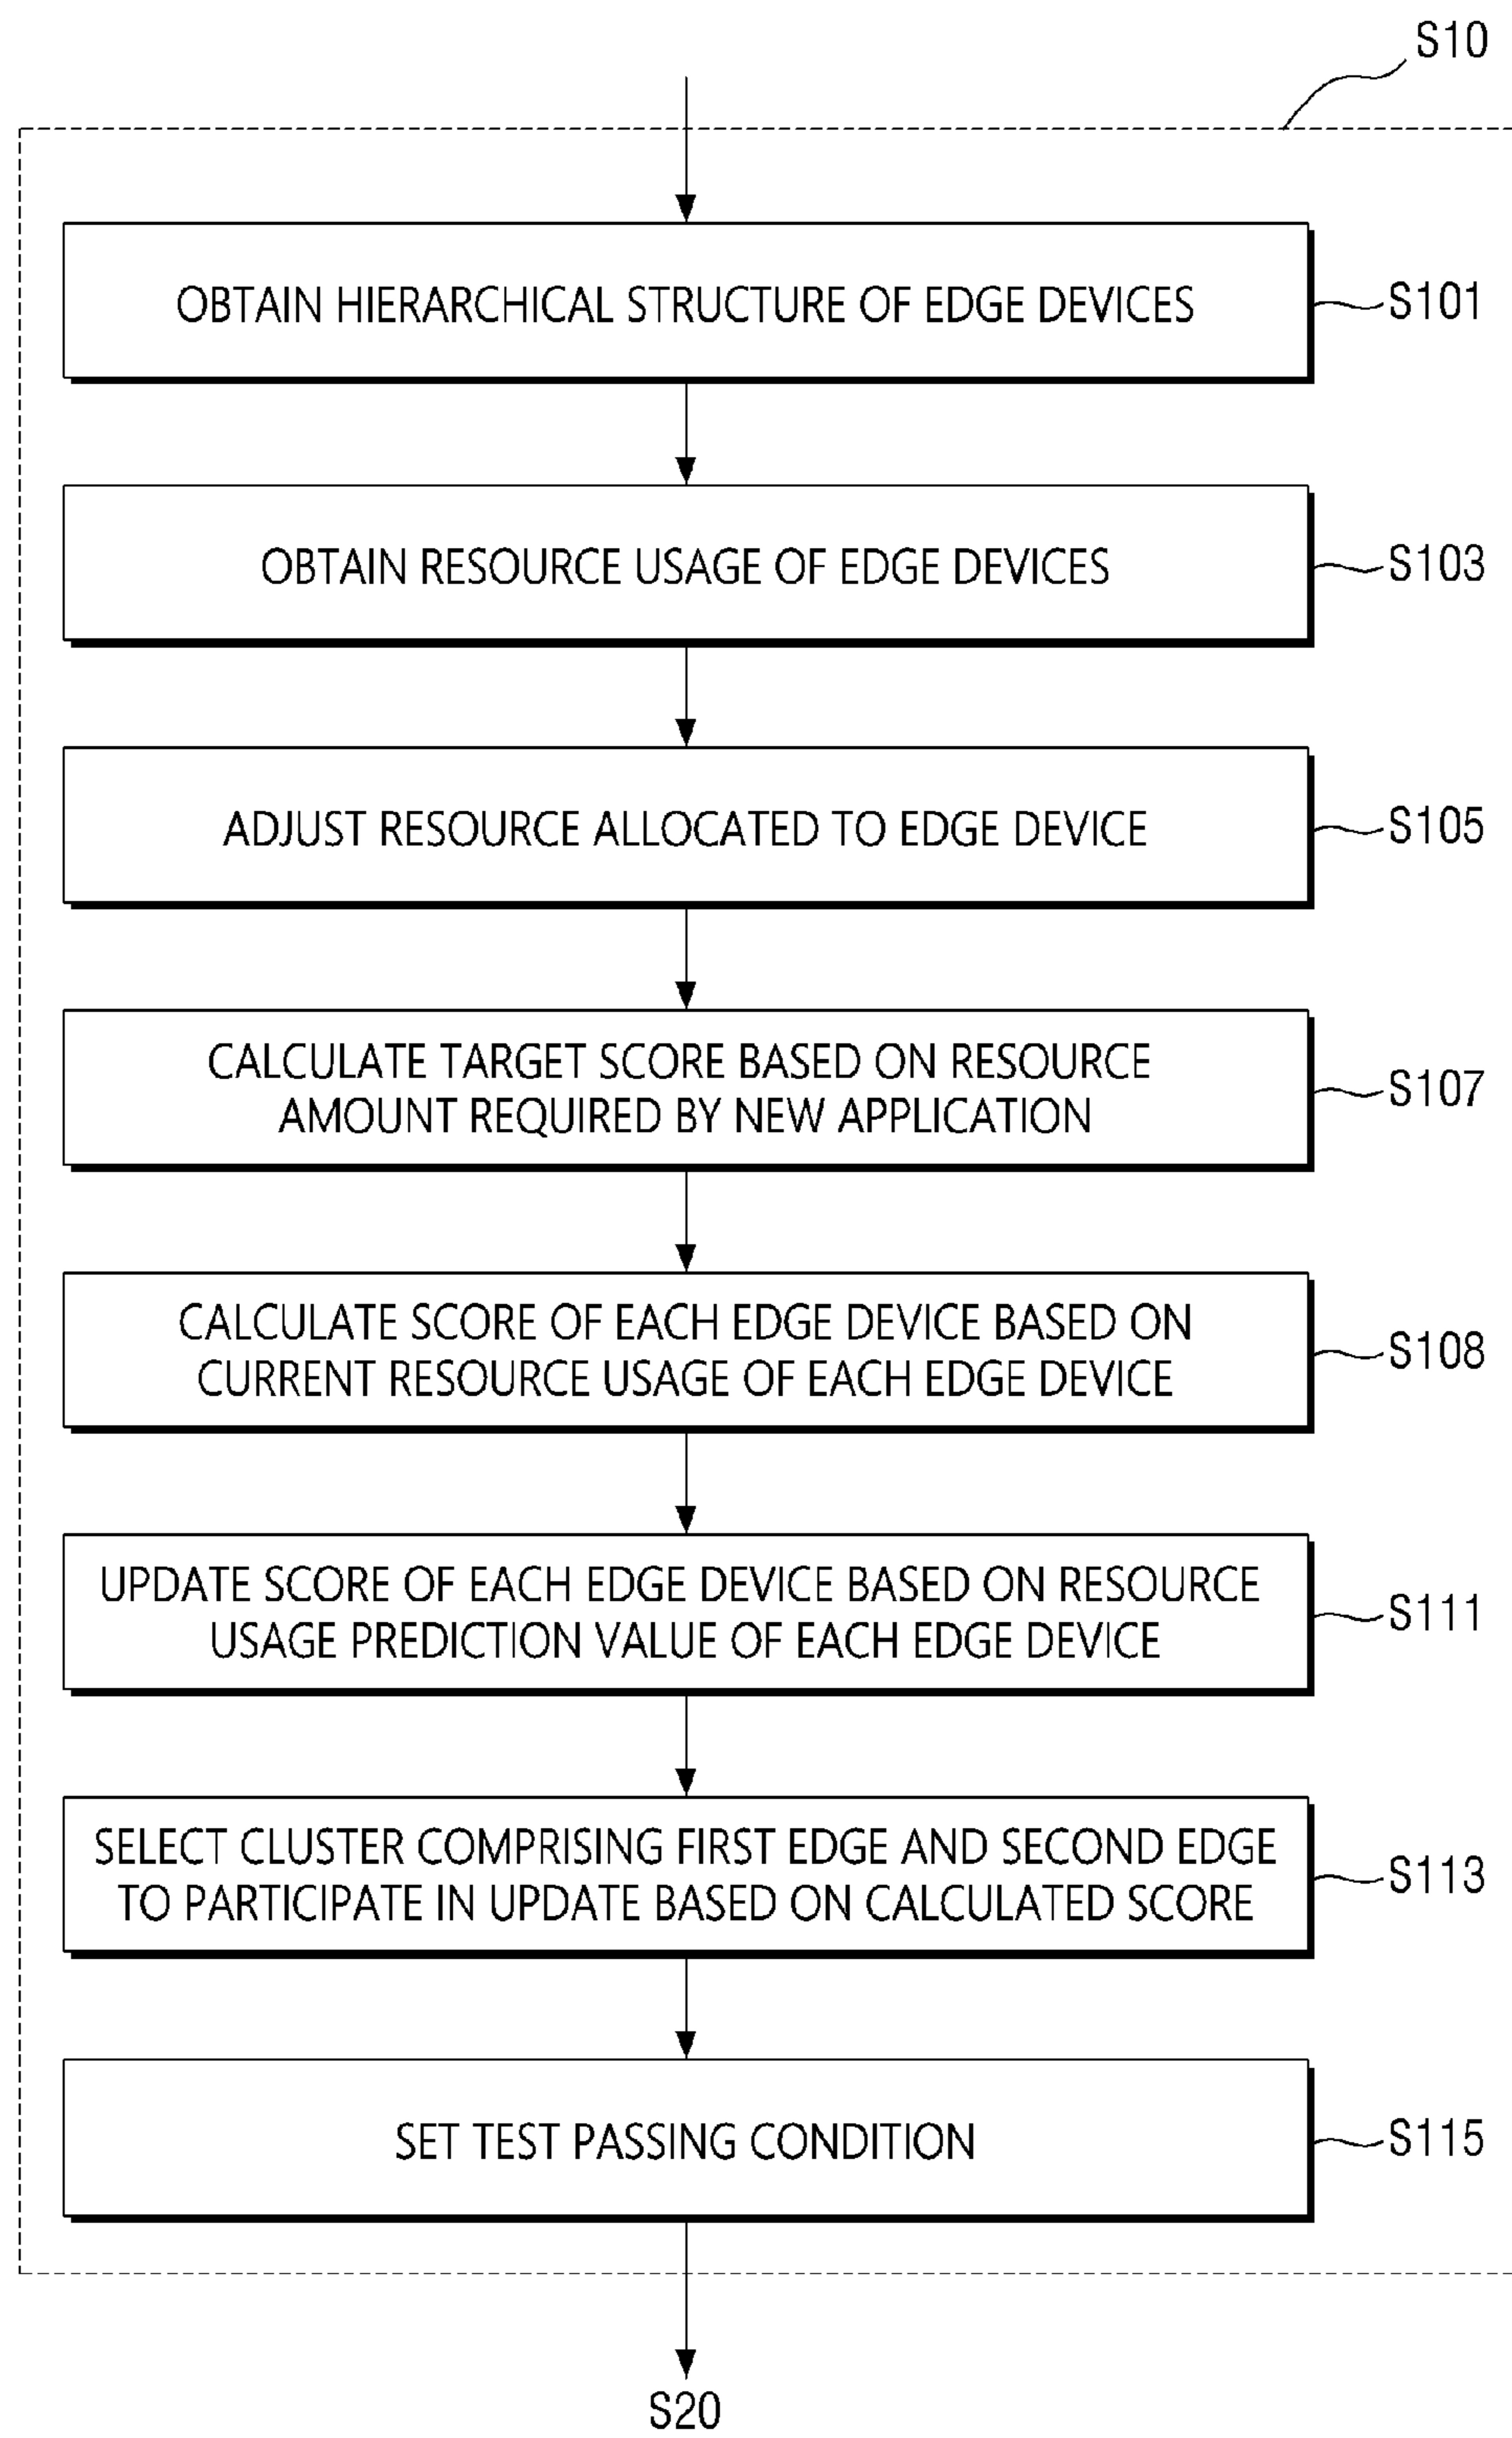 S10
OBTAIN HIERARCHICAL STRUCTURE OF EDGE DEVICES
S101
OBTAIN RESOURCE USAGE OF EDGE DEVICES
S103
ADJUST RESOURCE ALLOCATED TO EDGE DEVICE
S105
CALCULATE TARGET SCORE BASED ON RESOURCE
AMOUNT REQUIRED BY NEW APPLICATION
S107
CALCULATE SCORE OF EACH EDGE DEVICE BASED ON
CURRENT RESOURCE USAGE OF EACH EDGE DEVICE
S108
UPDATE SCORE OF EACH EDGE DEVICE BASED ON RESOURCE
USAGE PREDICTION VALUE OF EACH EDGE DEVICE
S111
SELECT CLUSTER COMPRISING FIRST EDGE AND SECOND EDGE
TO PARTICIPATE IN UPDATE BASED ON CALCULATED SCORE
S113
SET TEST PASSING CONDITION
S115
S20